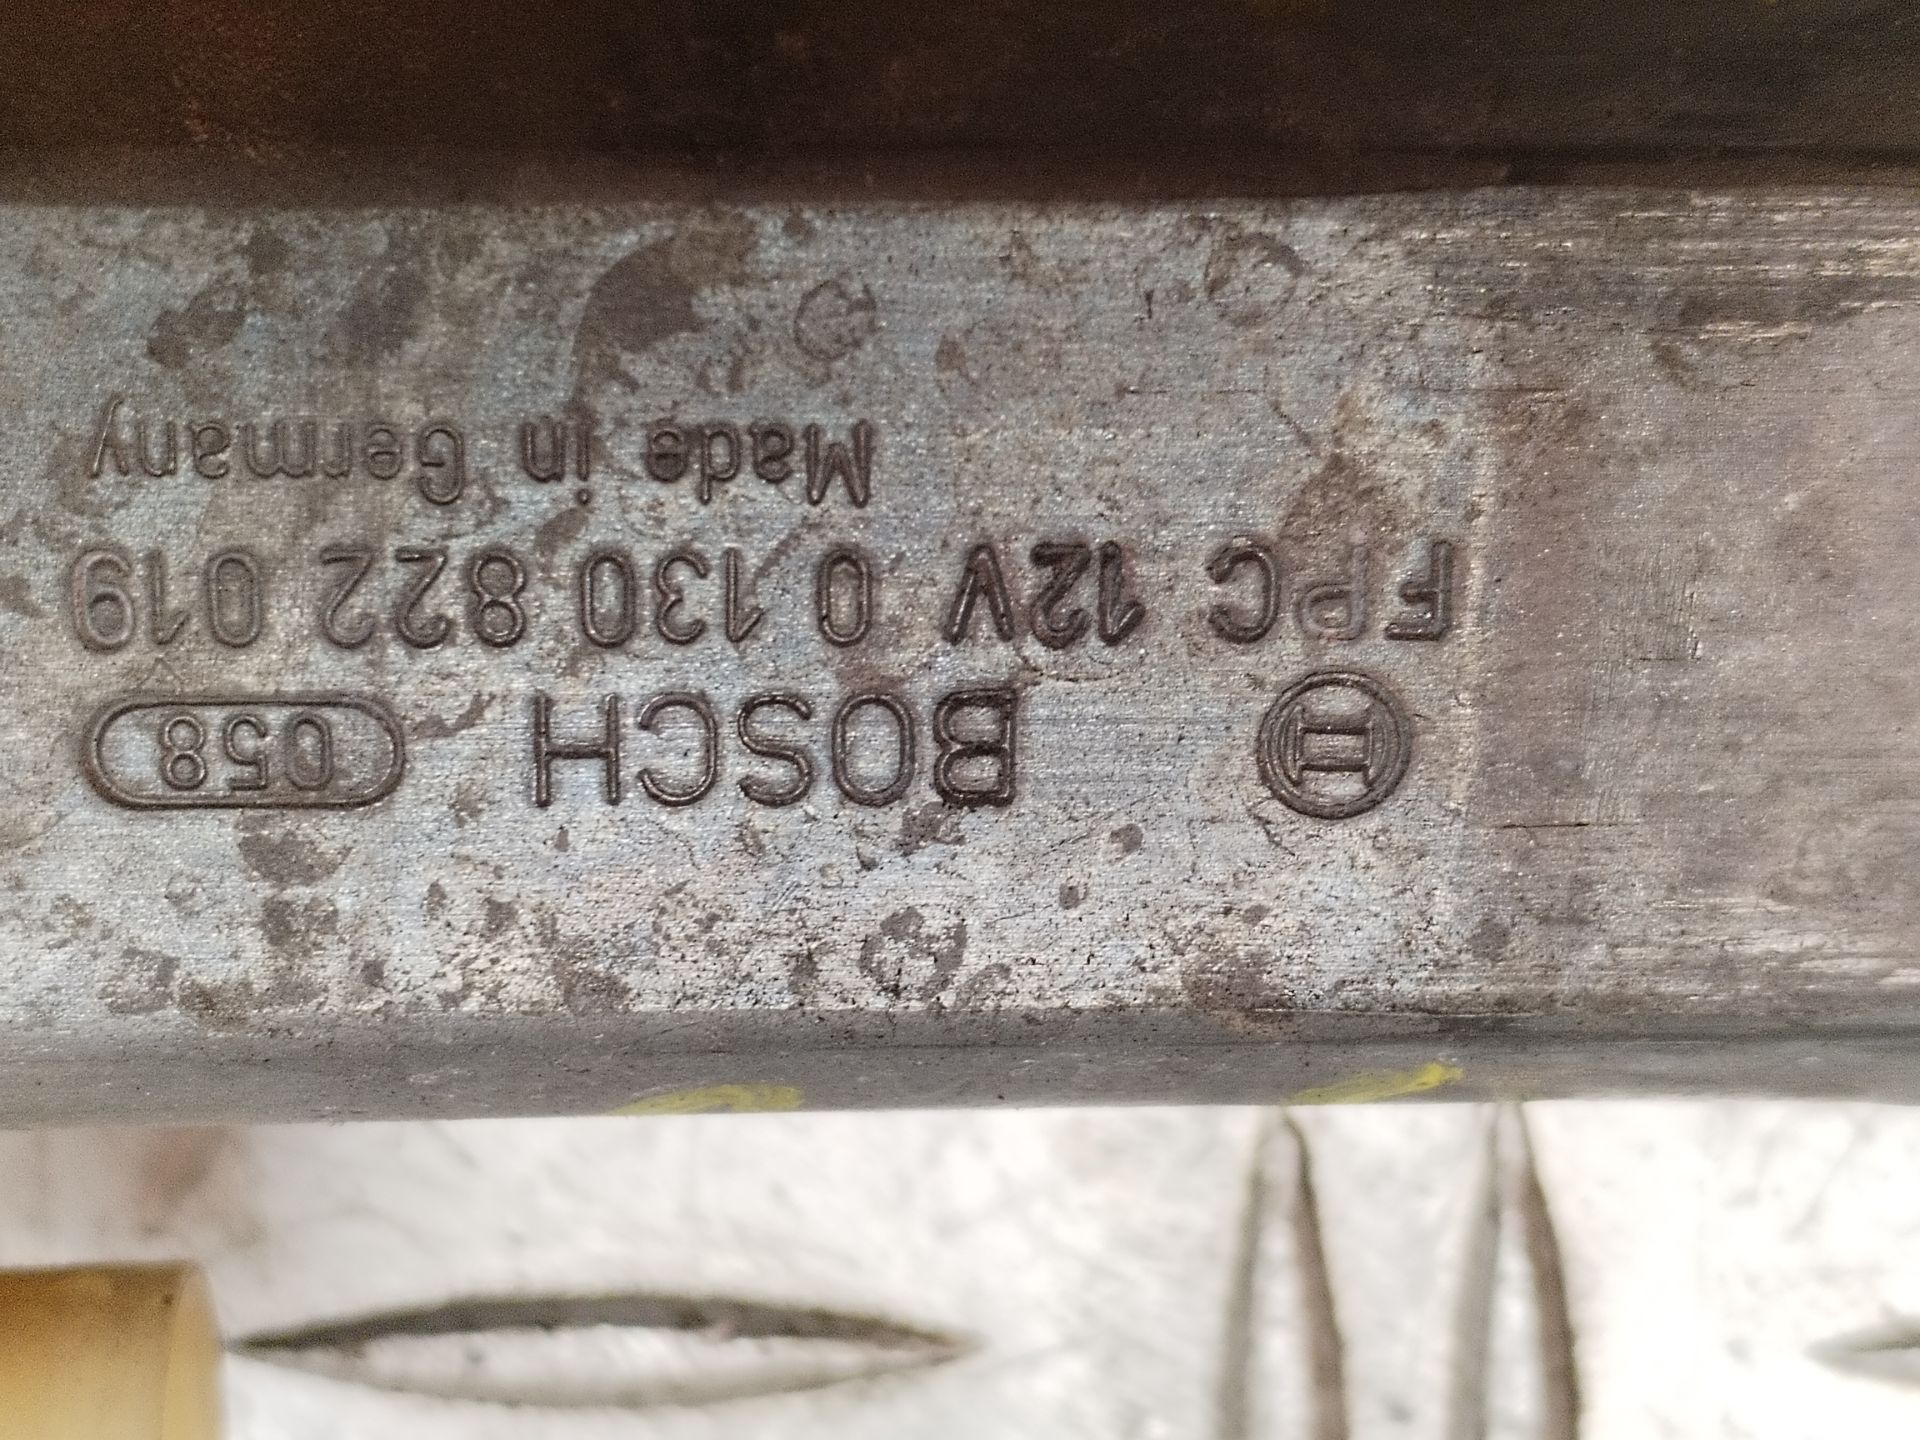 BOSCH 058
FPC 12V 0 130 822 019
Made in Germany